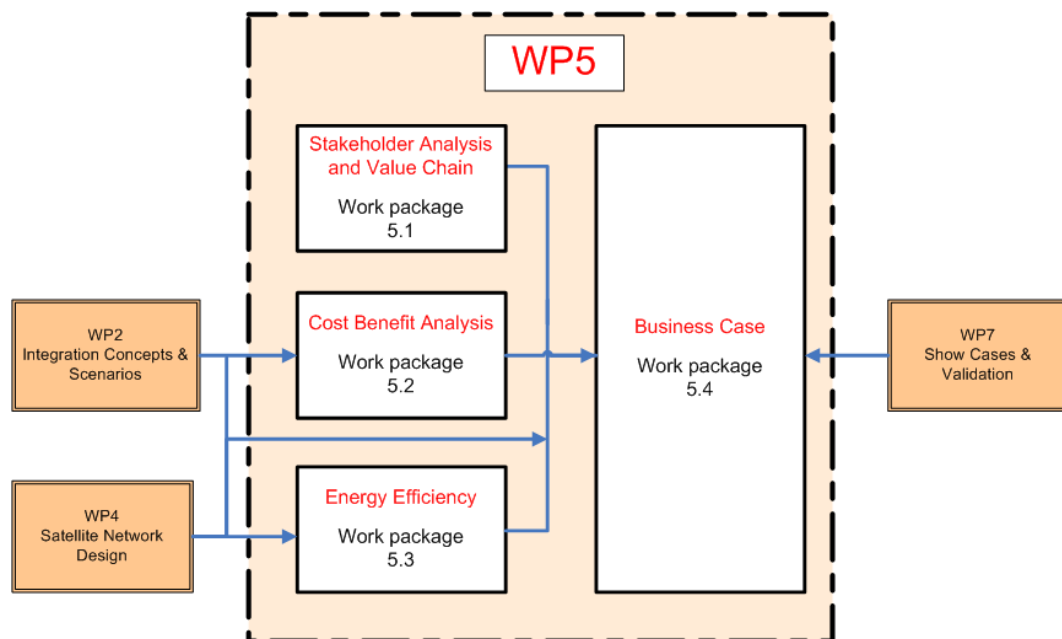 WP5
Stakeholder Analysis
and Value Chain
Work package
5.1
WP2
Integration Concepts &
Scenarios
Cost Benefit Analysis
Work package
5.2
Business Case
Work package
5.4
WP7
Show Cases &
Validation
WP4
Satellite Network
Design
Energy Efficiency
Work package
5.3